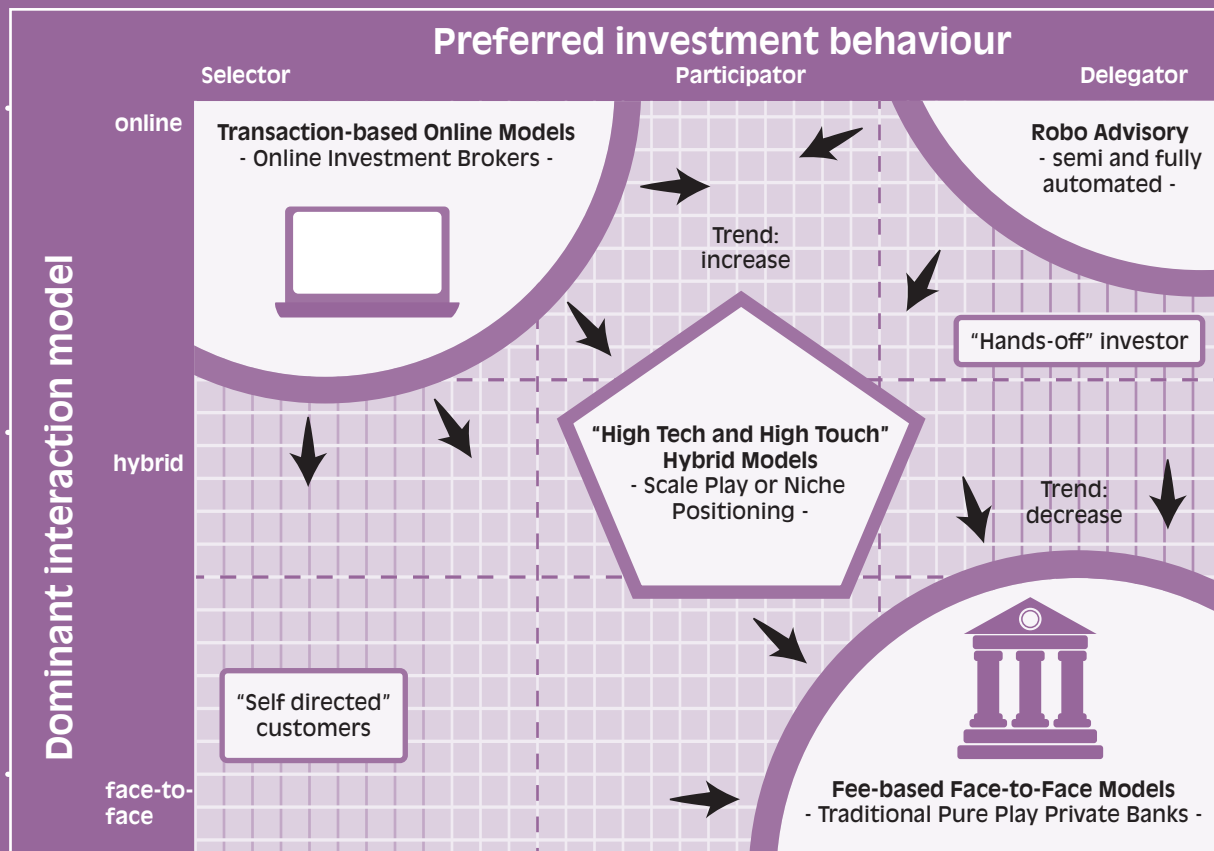 Preferred investment behaviour
Selector
Participator
Delegator
Dominant interaction model
online
hybrid
face-to-
face
Transaction-based Online Models
- Online Investment Brokers -
Robo Advisory
- semi and fully
automated -
Trend:
increase
“Hands-off” investor
“High Tech and High Touch”
Hybrid Models
- Scale Play or Niche
Positioning -
Trend:
decrease
“Self directed”
customers
Fee-based Face-to-Face Models
- Traditional Pure Play Private Banks -